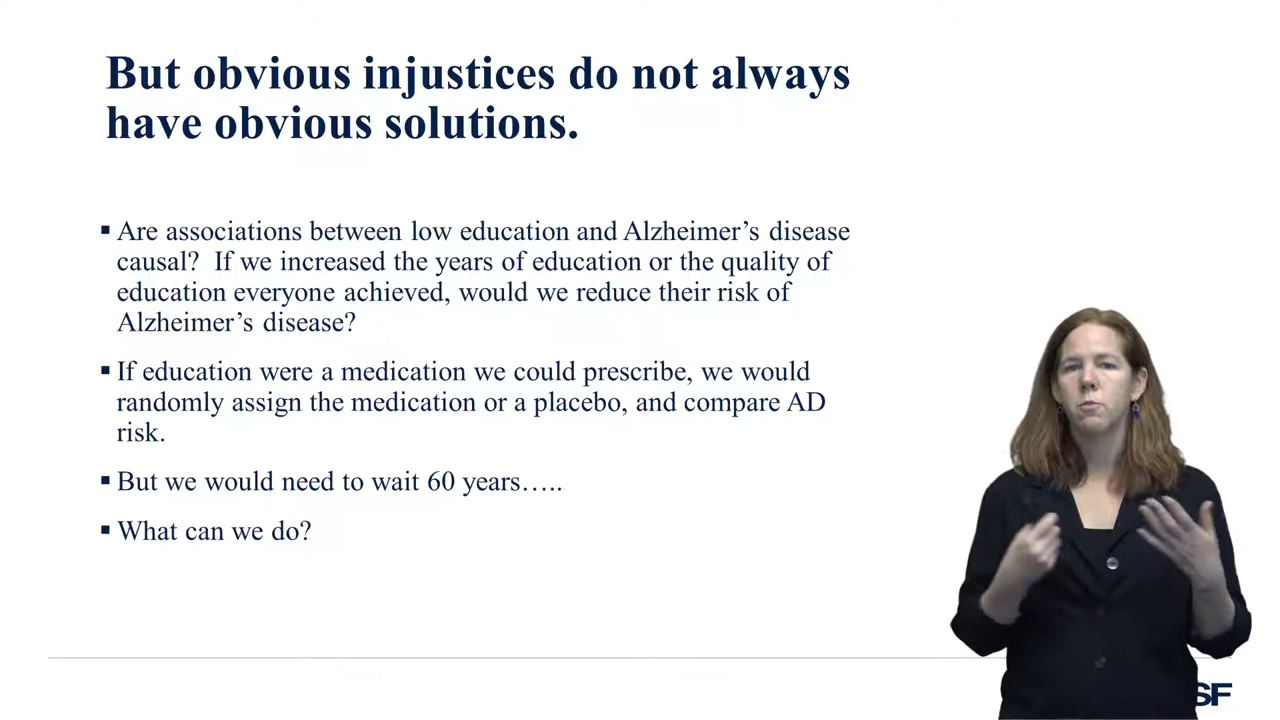 But obvious injustices do not always
have obvious solutions.
▪ Are associations between low education and Alzheimer’s disease
causal?  If we increased the years of education or the quality of
education everyone achieved, would we reduce their risk of
Alzheimer’s disease?
▪ If education were a medication we could prescribe, we would
randomly assign the medication or a placebo, and compare AD
risk.
▪ But we would need to wait 60 years…..
▪ What can we do?
SF